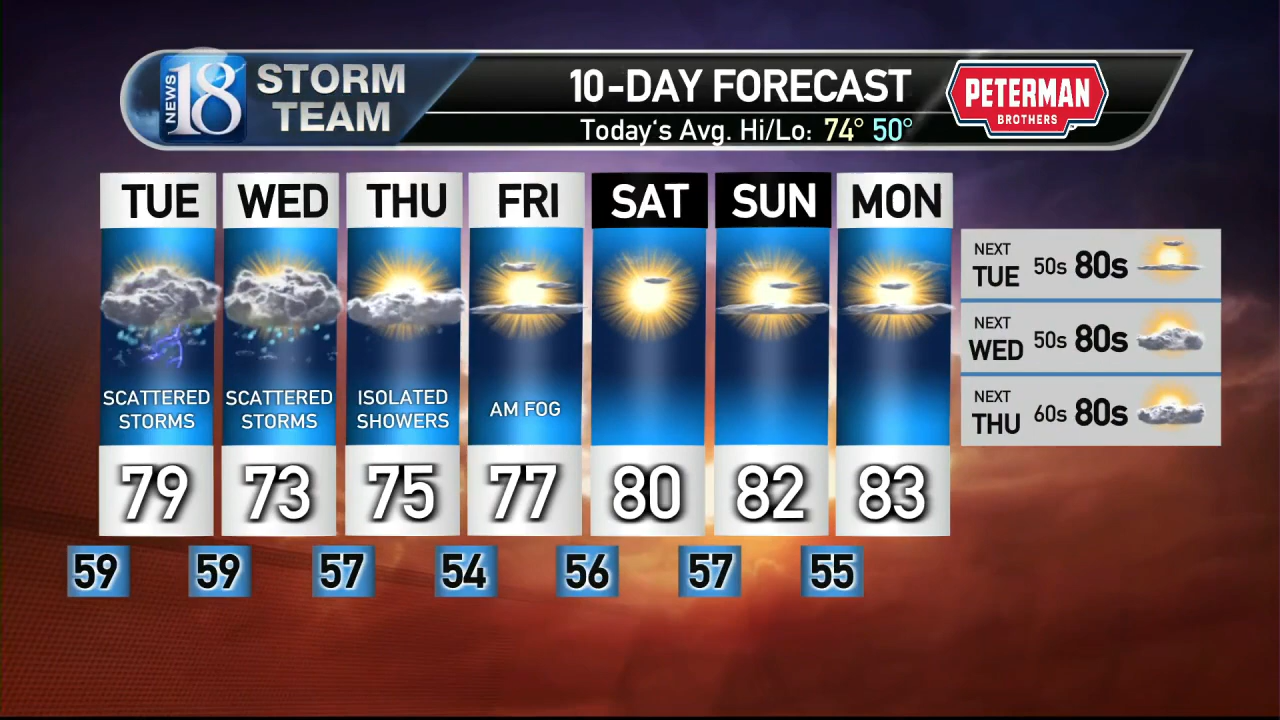 NEWS 18
STORM
TEAM
10-DAY FORECAST
Today's Avg. Hi/Lo: 74° 50°
PETERMAN
BROTHERS
TUE WED THU FRI SAT SUN MON
SCATTERED
STORMS
SCATTERED
STORMS
ISOLATED
SHOWERS
AM FOG
79 73 75 77 80 82 83
59 59 57 54 56 57 55
NEXT
TUE 50s 80s
NEXT
WED 50s 80s
NEXT
THU 60s 80s